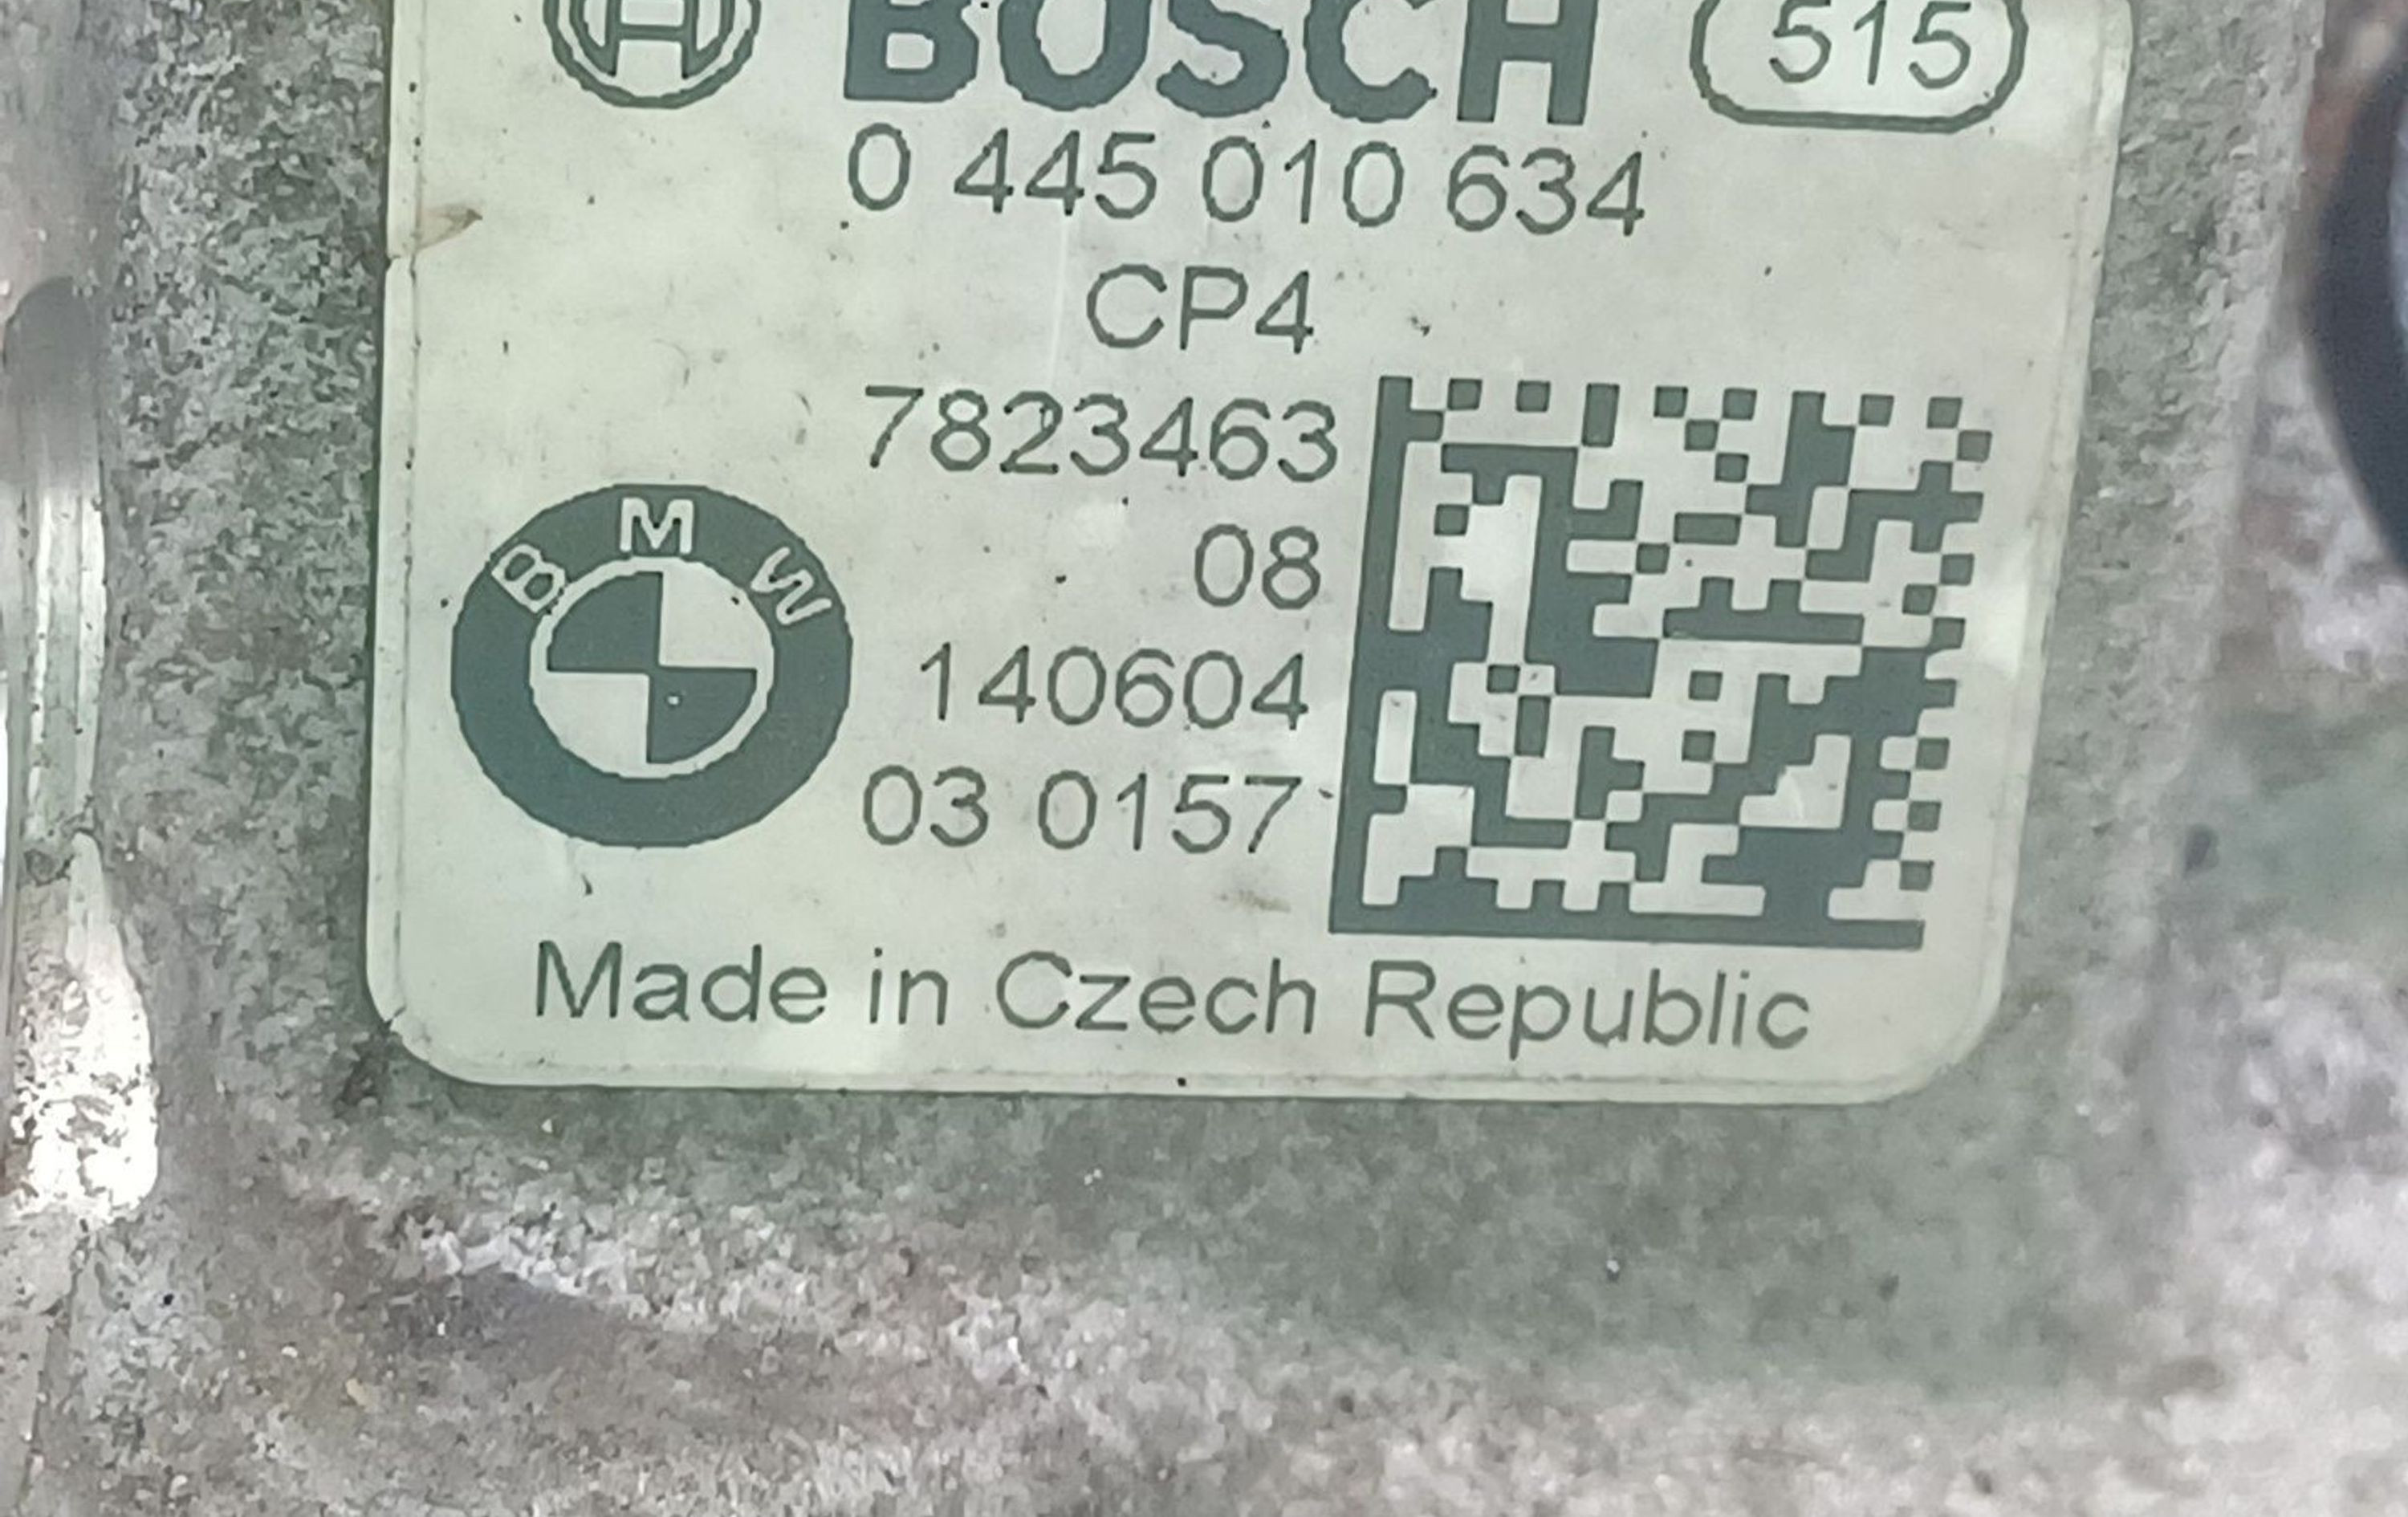 BOSCH 515
0 445 010 634
CP4
7823463
08
BMW
140604
03 0157
Made in Czech Republic